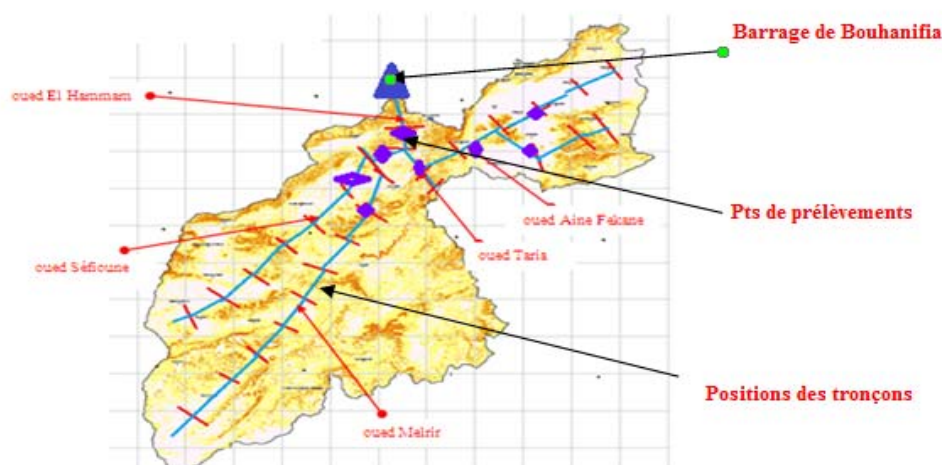 Barrage de Bouhanifia
oued El Hammam
Pts de prélèvements
oued Aine Fekane
oued Taria
oued Séfioune
Positions des tronçons
oued Melrir